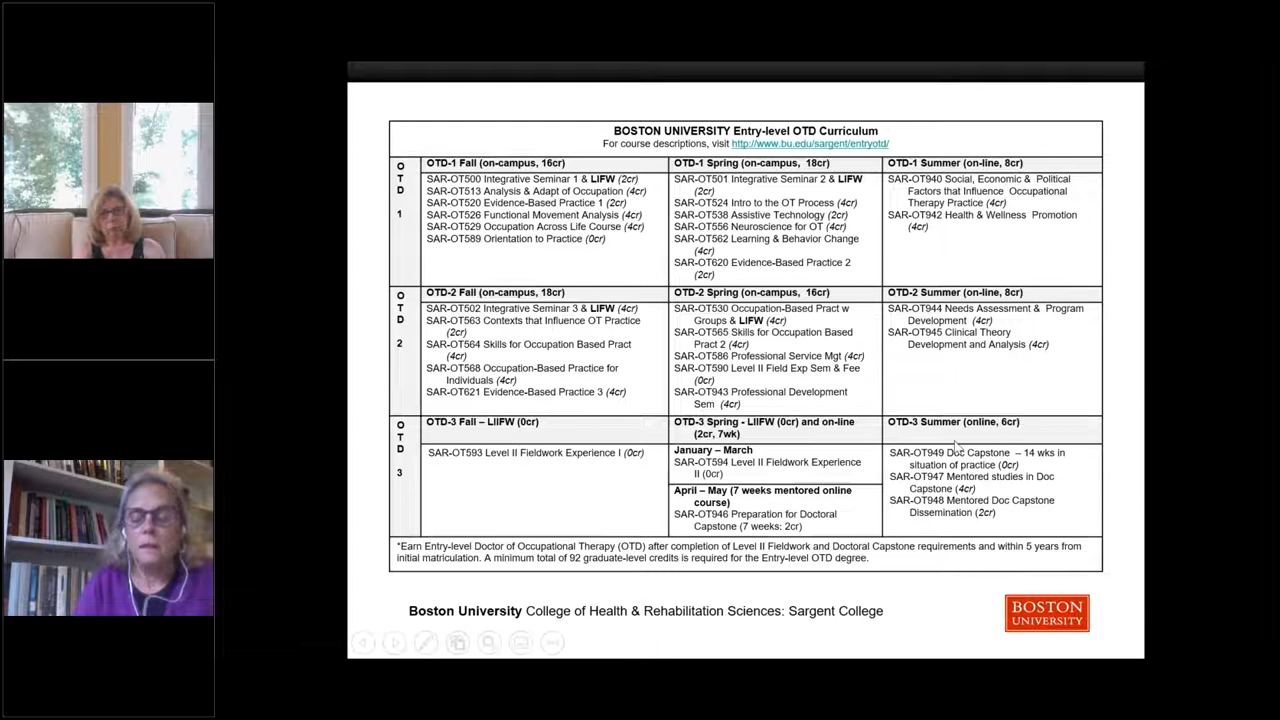 BOSTON UNIVERSITY Entry-level OTD Curriculum
For course descriptions, visit http://www.bu.edu/sargent/entryotd/
O
T
D
1
OTD-1 Fall (on-campus, 16cr)
SAR-OT500 Integrative Seminar 1 & LIFW (2cr)
SAR-OT513 Analysis & Adapt of Occupation (4cr)
SAR-OT520 Evidence-Based Practice 1 (2cr)
SAR-OT526 Functional Movement Analysis (4cr)
SAR-OT529 Occupation Across Life Course (4cr)
SAR-OT589 Orientation to Practice (0cr)
OTD-1 Spring (on-campus, 18cr)
SAR-OT501 Integrative Seminar 2 & LIFW
(2cr)
SAR-OT524 Intro to the OT Process (4cr)
SAR-OT538 Assistive Technology (2cr)
SAR-OT556 Neuroscience for OT (4cr)
SAR-OT562 Learning & Behavior Change
(4cr)
SAR-OT620 Evidence-Based Practice 2
(2cr)
OTD-1 Summer (on-line, 8cr)
SAR-OT940 Social, Economic & Political
Factors that Influence Occupational
Therapy Practice (4cr)
SAR-OT942 Health & Wellness Promotion
(4cr)
O
T
D
2
OTD-2 Fall (on-campus, 18cr)
SAR-OT502 Integrative Seminar 3 & LIFW (4cr)
SAR-OT563 Contexts that Influence OT Practice
(2cr)
SAR-OT564 Skills for Occupation Based Pract
(4cr)
SAR-OT568 Occupation-Based Practice for
Individuals (4cr)
SAR-OT621 Evidence-Based Practice 3 (4cr)
OTD-2 Spring (on-campus, 16cr)
SAR-OT530 Occupation-Based Pract w
Groups & LIFW (4cr)
SAR-OT565 Skills for Occupation Based
Pract 2 (4cr)
SAR-OT586 Professional Service Mgt (4cr)
SAR-OT590 Level II Field Exp Sem & Fee
(0cr)
SAR-OT943 Professional Development
Sem (4cr)
OTD-2 Summer (on-line, 8cr)
SAR-OT944 Needs Assessment & Program
Development (4cr)
SAR-OT945 Clinical Theory
Development and Analysis (4cr)
O
T
D
3
OTD-3 Fall – LIIFW (0cr)
SAR-OT593 Level II Fieldwork Experience I (0cr)
OTD-3 Spring - LIIFW (0cr) and on-line
(2cr, 7wk)
January – March
SAR-OT594 Level II Fieldwork Experience
II (0cr)
April – May (7 weeks mentored online
course)
SAR-OT946 Preparation for Doctoral
Capstone (7 weeks: 2cr)
OTD-3 Summer (online, 6cr)
SAR-OT949 Doc Capstone – 14 wks in
situation of practice (0cr)
SAR-OT947 Mentored studies in Doc
Capstone (4cr)
SAR-OT948 Mentored Doc Capstone
Dissemination (2cr)
*Earn Entry-level Doctor of Occupational Therapy (OTD) after completion of Level II Fieldwork and Doctoral Capstone requirements and within 5 years from
initial matriculation. A minimum total of 92 graduate-level credits is required for the Entry-level OTD degree.
Boston University College of Health & Rehabilitation Sciences: Sargent College
BOSTON
UNIVERSITY